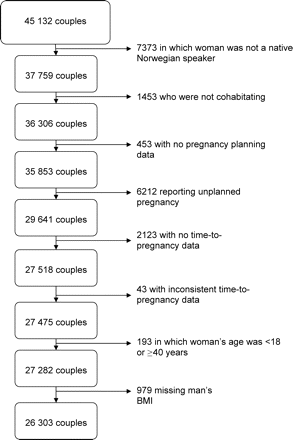 45 132 couples
7373 in which woman was not a native
Norwegian speaker
37 759 couples
1453 who were not cohabitating
36 306 couples
453 with no pregnancy planning
data
35 853 couples
6212 reporting unplanned
pregnancy
29 641 couples
2123 with no time-to-
pregnancy data
27 518 couples
43 with inconsistent time-to-
pregnancy data
27 475 couples
193 in which woman's age was <18
or ≥40 years
27 282 couples
979 missing man's
BMI
26 303 couples